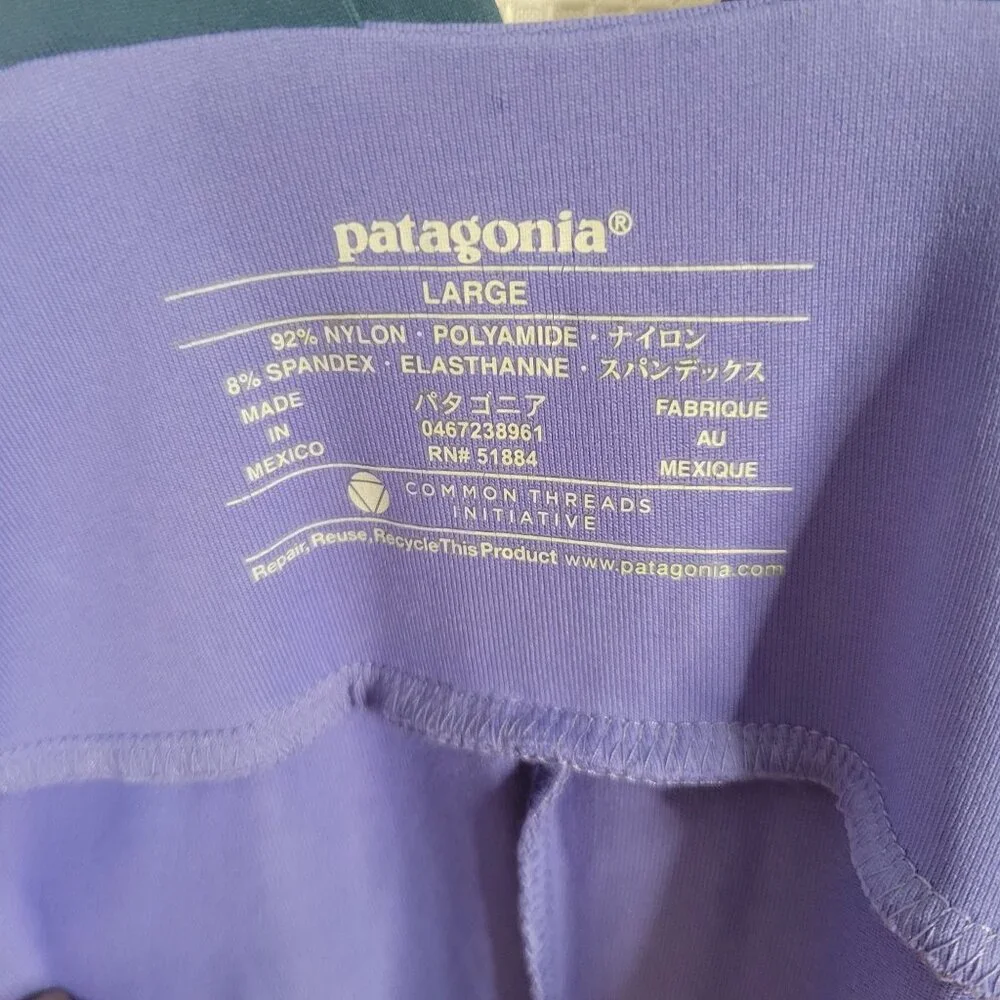 patagonia®
LARGE
92% NYLON · POLYAMIDE · ナイロン
8% SPANDEX · ELASTHANNE · スパンデックス
MADE
IN
MEXICO
パタゴニア
0467238961
RN# 51884
FABRIQUE
AU
MEXIQUE
COMMON THREADS
INITIATIVE
Repair, Reuse, RecycleThis Product www.patagonia.com